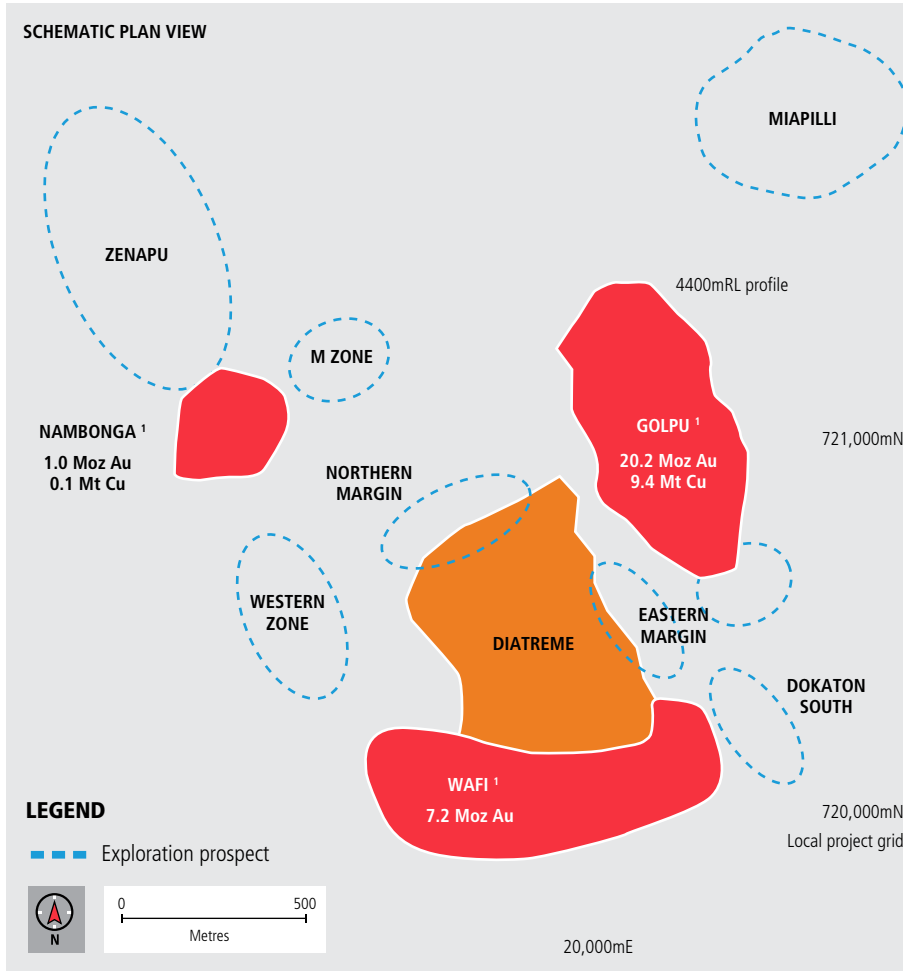 SCHEMATIC PLAN VIEW
MIAPILLI
ZENAPU
4400mRL profile
M ZONE
NAMBONGA ¹
1.0 Moz Au
0.1 Mt Cu
GOLPU ¹
20.2 Moz Au
9.4 Mt Cu
721,000mN
NORTHERN
MARGIN
WESTERN
ZONE
DIATREME
EASTERN
MARGIN
DOKATON
SOUTH
WAFI ¹
7.2 Moz Au
720,000mN
Local project grid
LEGEND
Exploration prospect
N
0 500
Metres
20,000mE